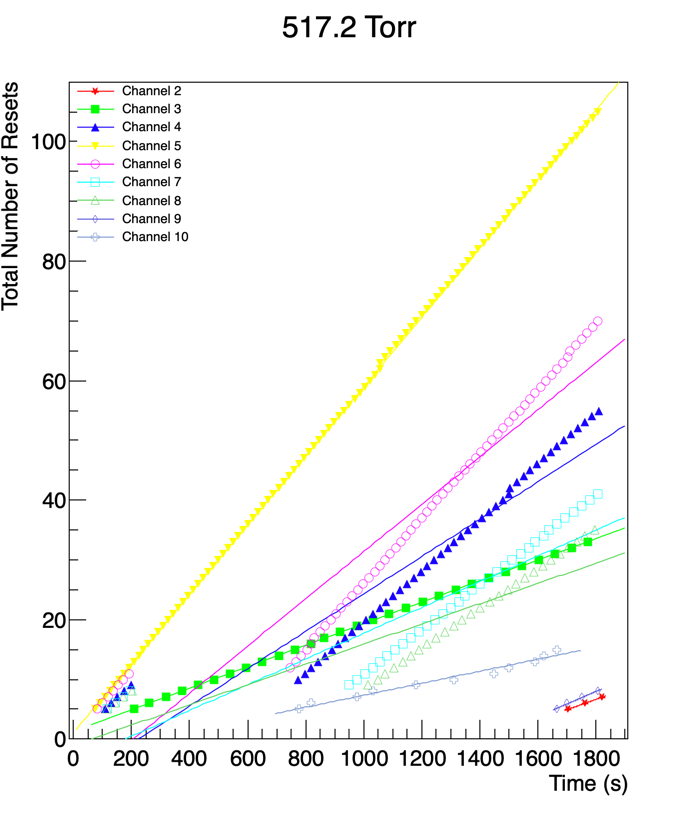 517.2 Torr
Total Number of Resets
Channel 2
Channel 3
Channel 4
Channel 5
Channel 6
Channel 7
Channel 8
Channel 9
Channel 10
100
80
60
40
20
0
0 200 400 600 800 1000 1200 1400 1600 1800
Time (s)